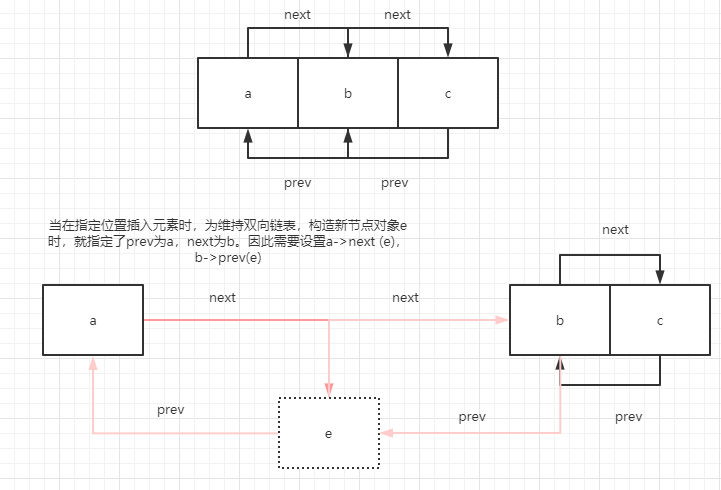 next next
a b c
prev prev
当在指定位置插入元素时，为维持双向链表，构造新节点对象e
时，就指定了prev为a，next为b。因此需要设置a->next (e)，
b->prev(e)
next
next next
a b c
prev prev prev
e